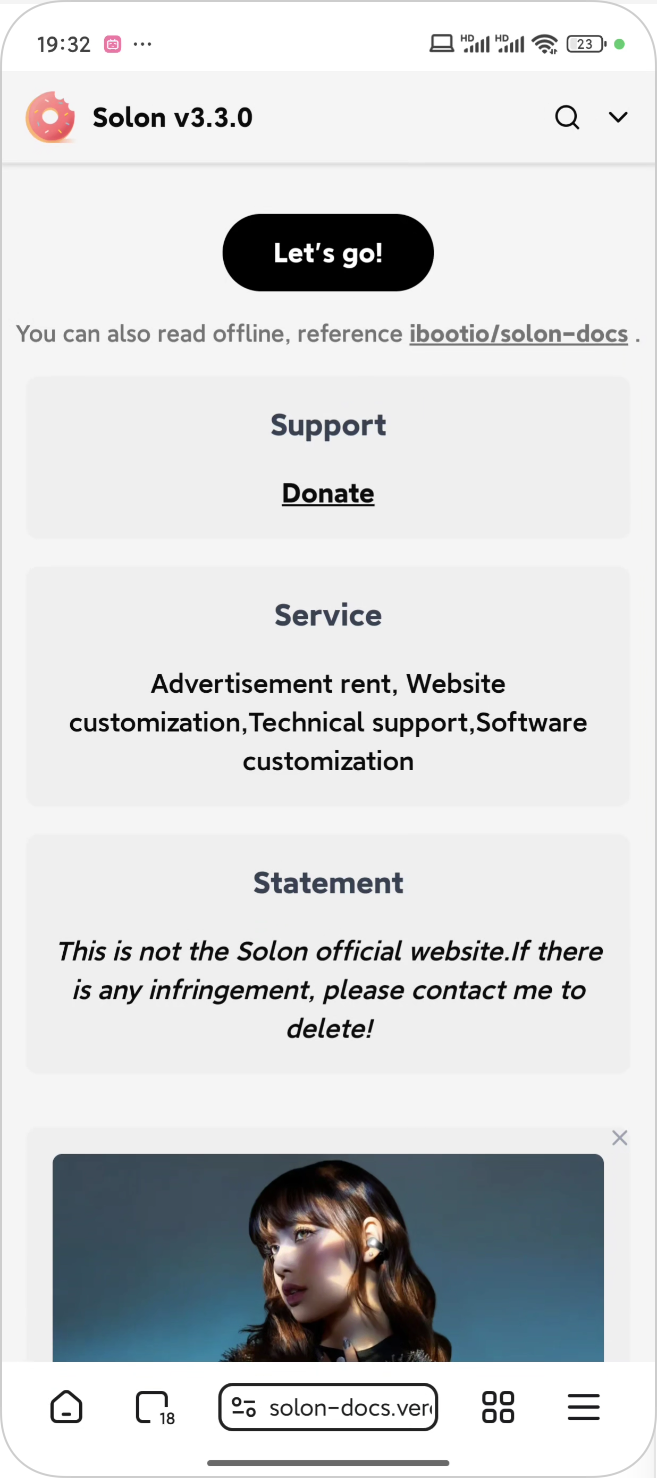 19:32
HD HD 23
Solon v3.3.0
Let's go!
You can also read offline, reference ibootio/solon-docs .
Support
Donate
Service
Advertisement rent, Website
customization,Technical support,Software
customization
Statement
This is not the Solon official website.If there
is any infringement, please contact me to
delete!
18
solon-docs.ver